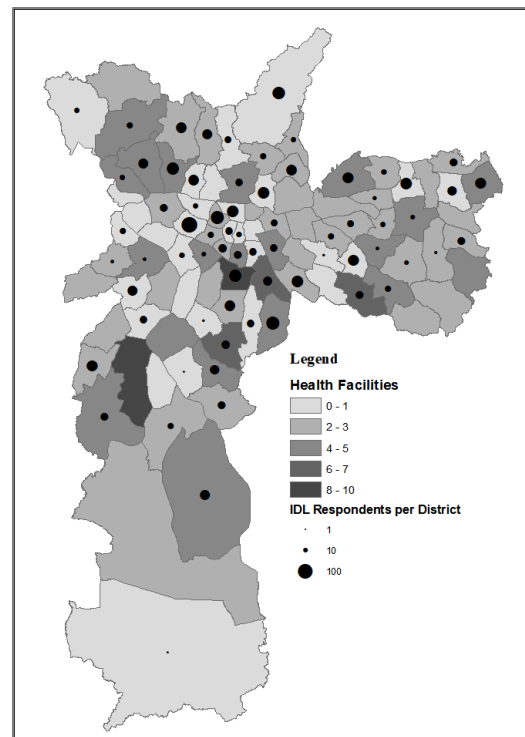 Legend
Health Facilities
0 - 1
2 - 3
4 - 5
6 - 7
8 - 10
IDL Respondents per District
1
10
100